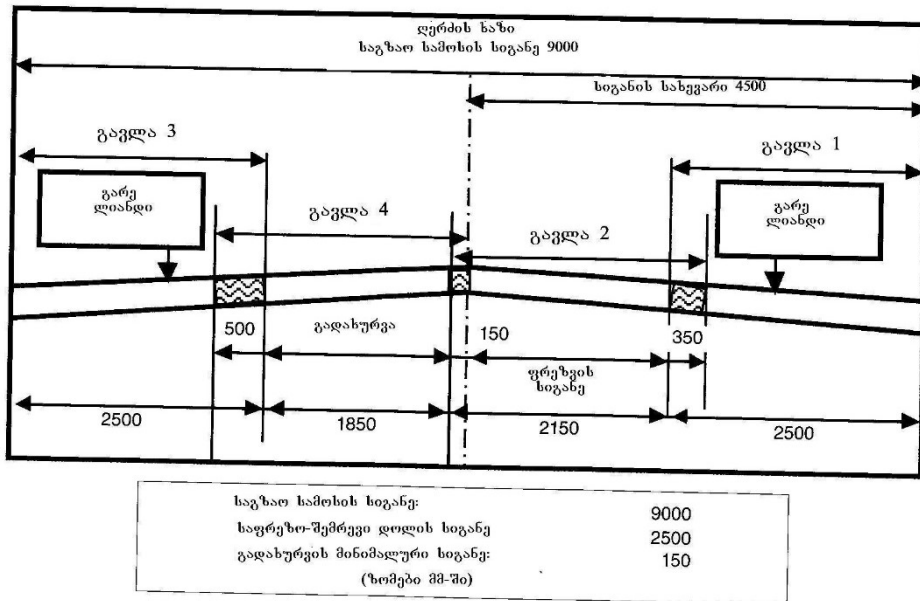 ღერძის ხაზი
საგზაო სამოსის სიგანე 9000
სიგანის სახევარი 4500
გავლა 3
გავლა 1
გარე
ლიანდი
გავლა 4
გავლა 2
გარე
ლიანდი
500
გადახურვა
150
350
ფრეზვის
სიგანე
2500
1850
2150
2500
საგზაო სამოსის სიგანე: 9000
საფრეზო-შემრევი დოლის სიგანე 2500
გადახურვის მინიმალური სიგანე: 150
(ზომები მმ-ში)